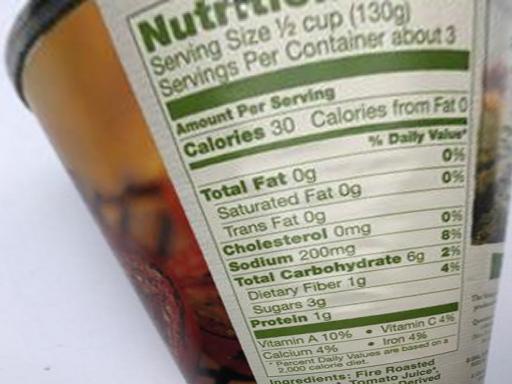 Nutrition
Serving Size ½ cup (130g)
Servings Per Container about 3
Amount Per Serving
Calories 30 Calories from Fat 0
% Daily Value*
Total Fat 0g 0%
Saturated Fat 0g 0%
Trans Fat 0g
Cholesterol 0mg 0%
Sodium 200mg 8%
Total Carbohydrate 6g 2%
Dietary Fiber 1g 4%
Sugars 3g
Protein 1g
Vitamin A 10% • Vitamin C 4%
Calcium 4% • Iron 4%
* Percent Daily Values are based on a
2,000 calorie diet.
Ingredients: Fire Roasted
Tomato Juice*,